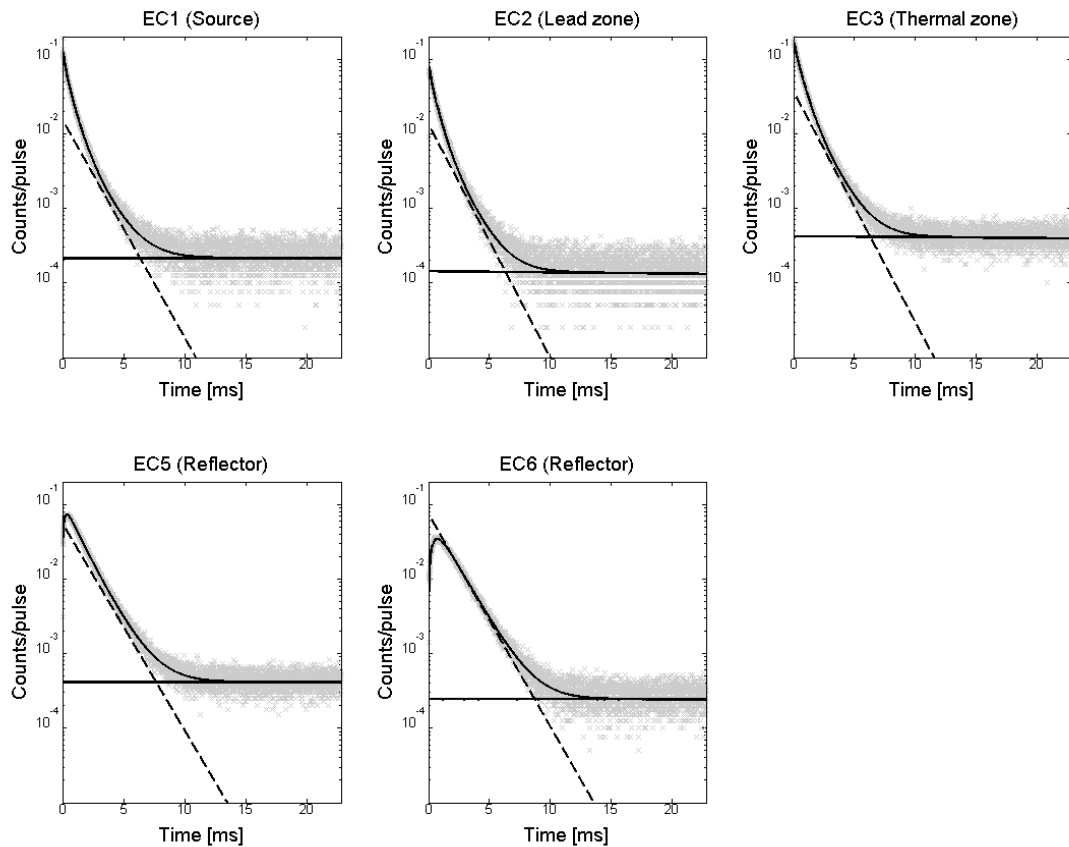 EC1 (Source)
EC2 (Lead zone)
EC3 (Thermal zone)
Counts/pulse
10^-1
10^-2
10^-3
10^-4
0 5 10 15 20
Time [ms]
Counts/pulse
10^-1
10^-2
10^-3
10^-4
0 5 10 15 20
Time [ms]
Counts/pulse
10^-1
10^-2
10^-3
10^-4
0 5 10 15 20
Time [ms]
EC5 (Reflector)
EC6 (Reflector)
Counts/pulse
10^-1
10^-2
10^-3
10^-4
0 5 10 15 20
Time [ms]
Counts/pulse
10^-1
10^-2
10^-3
10^-4
0 5 10 15 20
Time [ms]